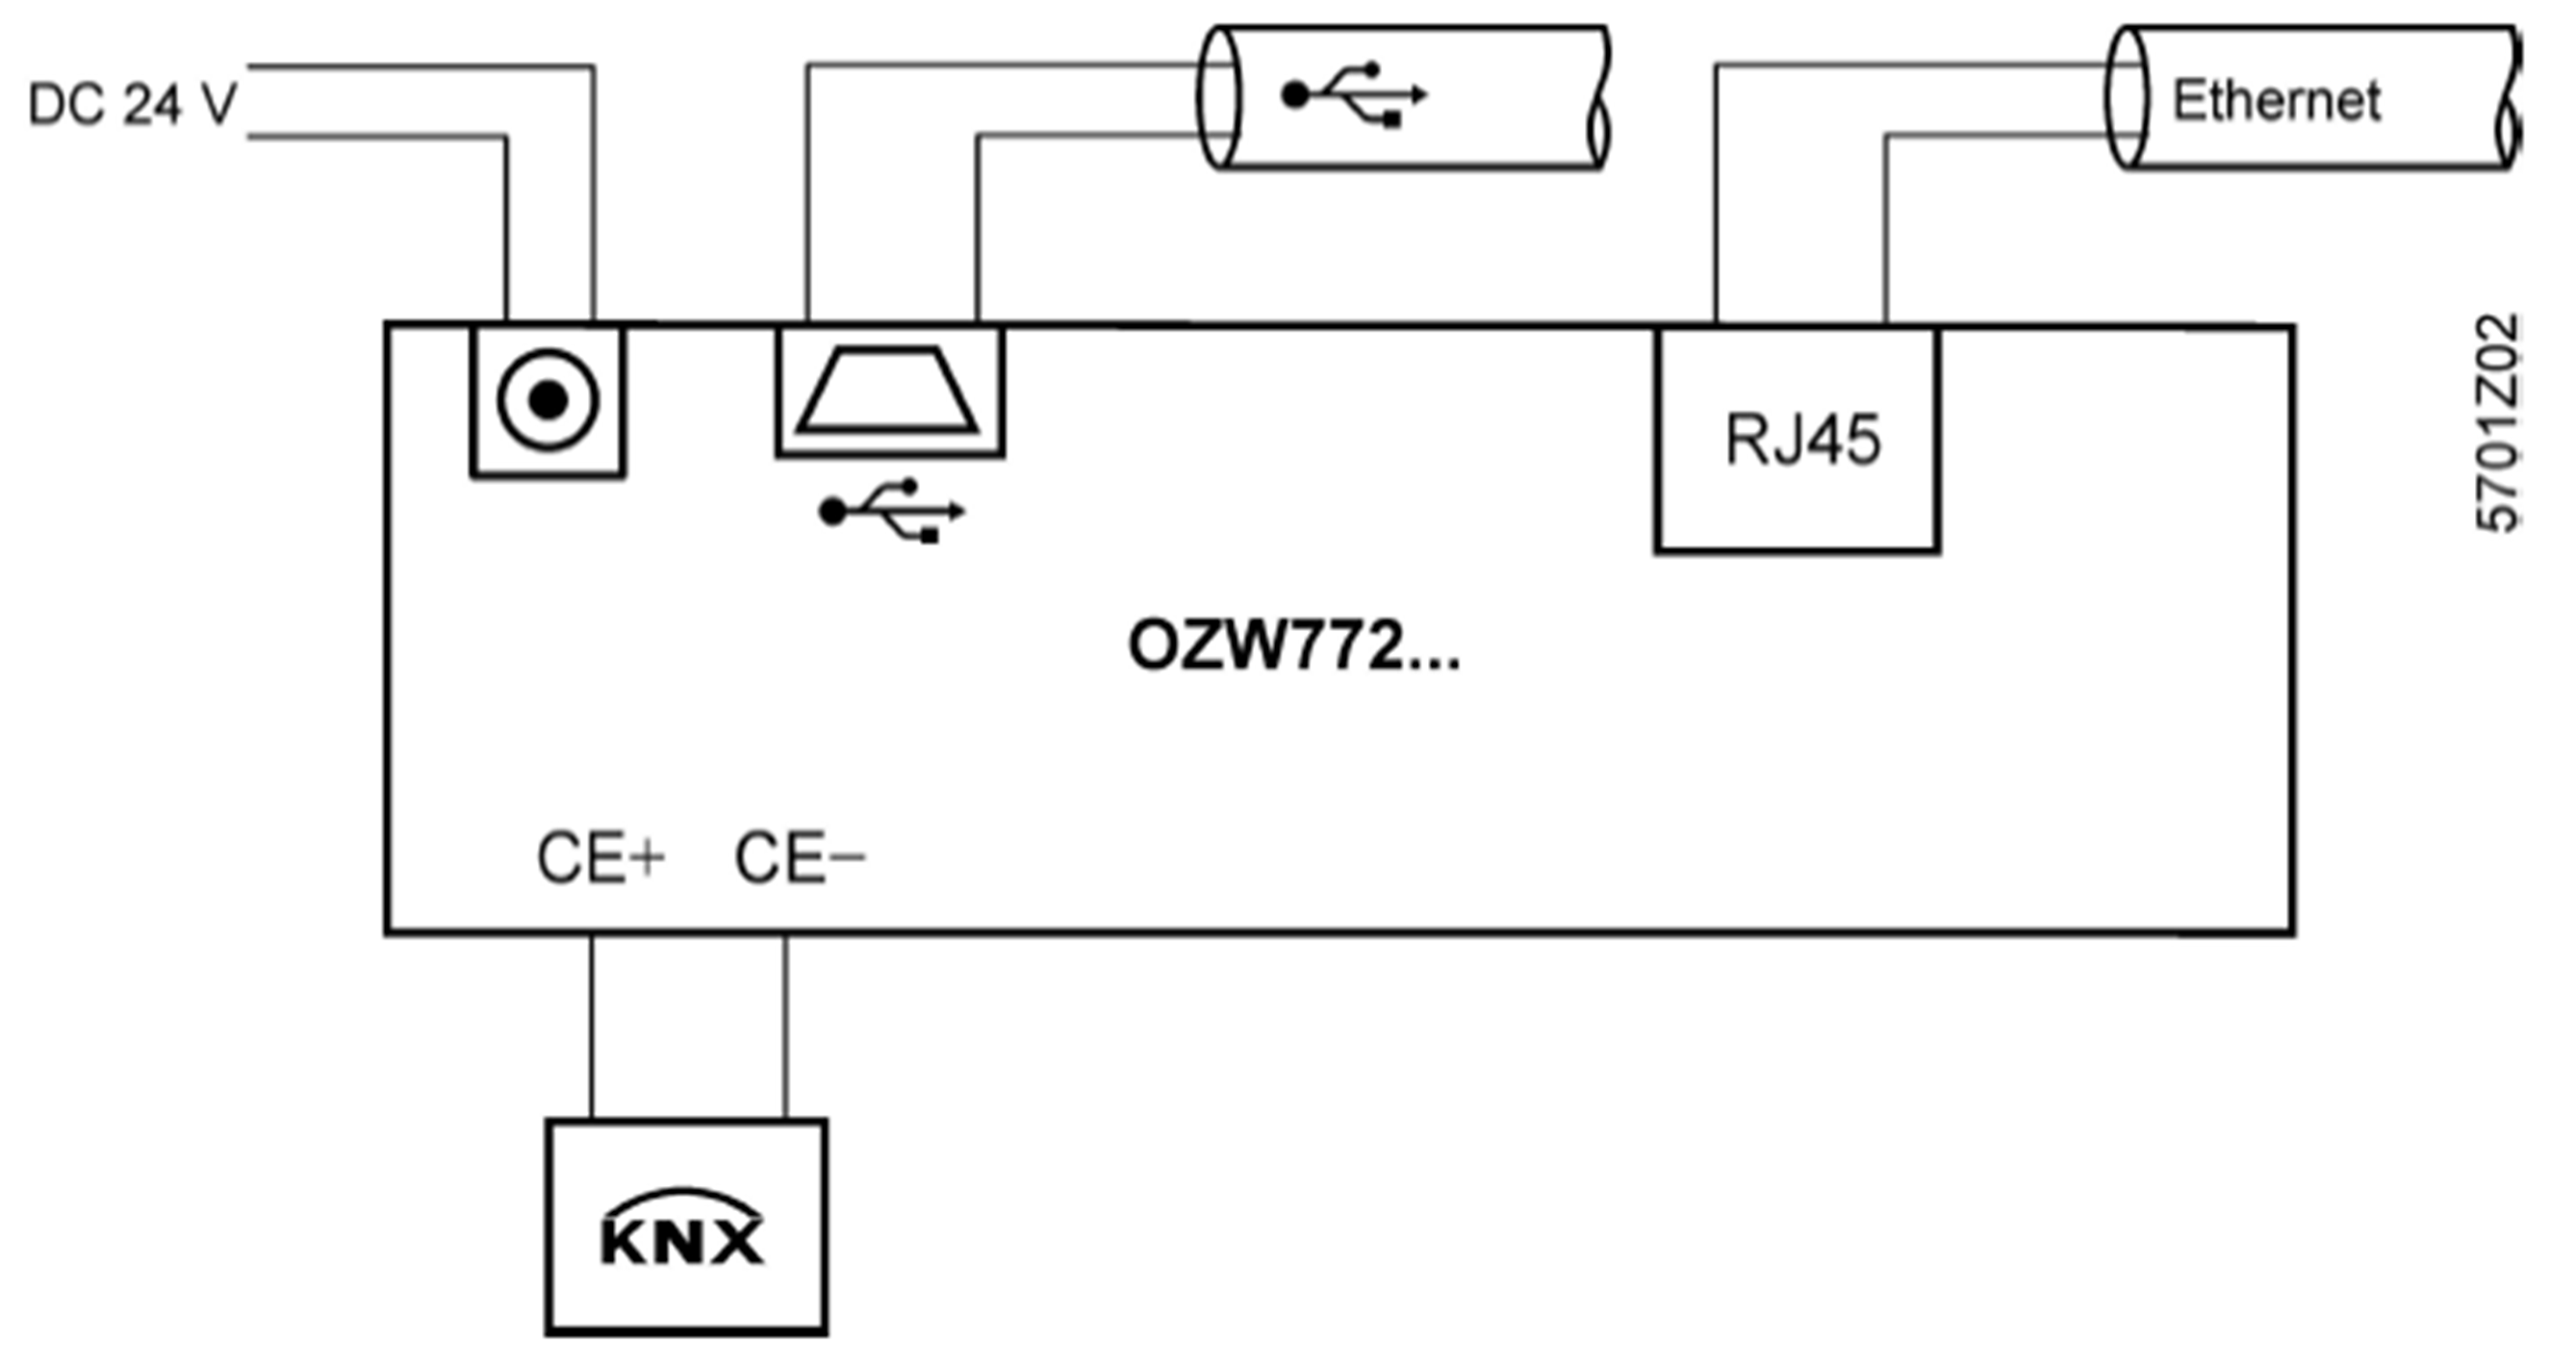 DC 24 V
Ethernet
RJ45
5701Z02
OZW772...
CE+ CE−
KNX